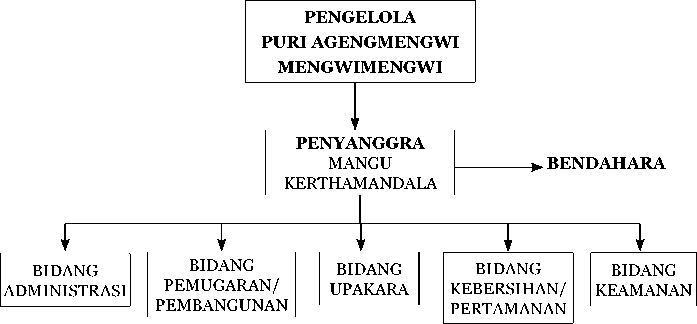 PENGELOLA
PURI AGENGMENGWI
MENGWIMENGWI
PENYANGGRA
MANGU
KERTHAMANDALA
BENDAHARA
BIDANG
ADMINISTRASI
BIDANG
PEMUGARAN/
PEMBANGUNAN
BIDANG
UPAKARA
BIDANG
KEBERSIHAN/
PERTAMANAN
BIDANG
KEAMANAN